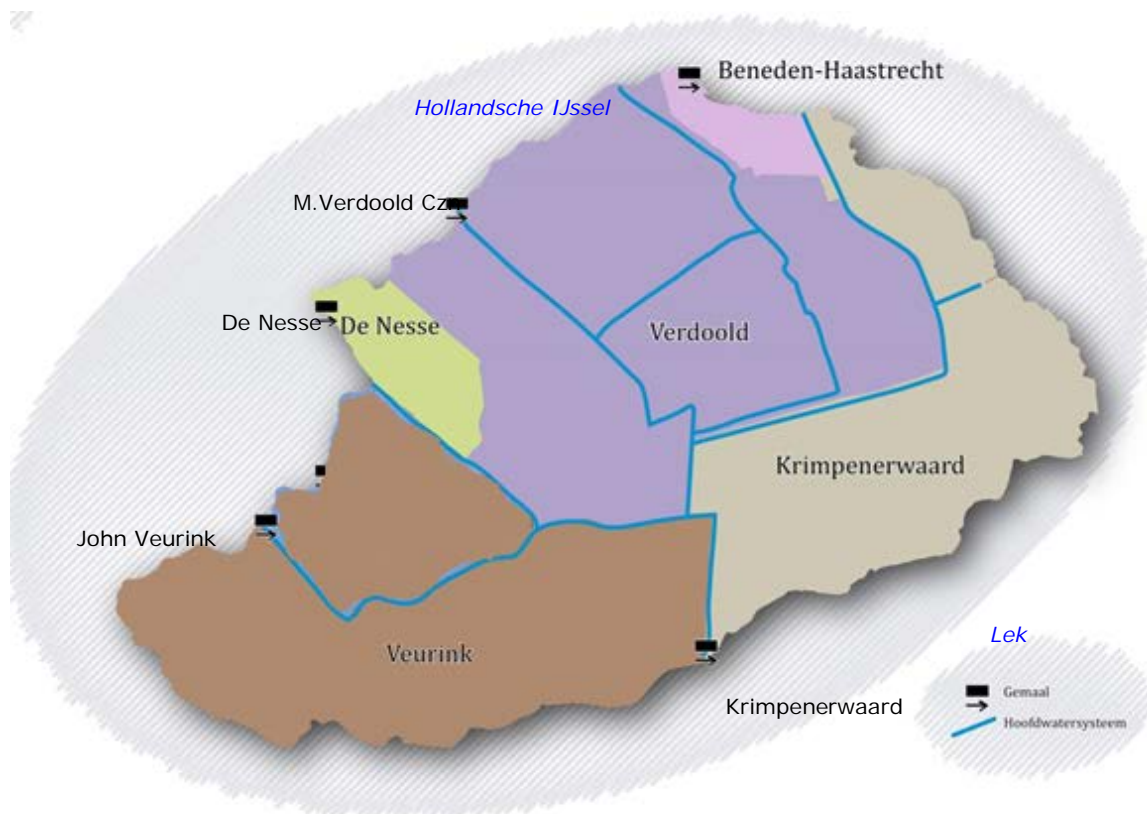 Beneden-Haastrecht
Hollandsche IJssel
M.Verdoold Cz
De Nesse
De Nesse
Verdoold
Krimpenerwaard
John Veurink
Veurink
Lek
Gemaal
Krimpenerwaard
Hoofdwatersysteem